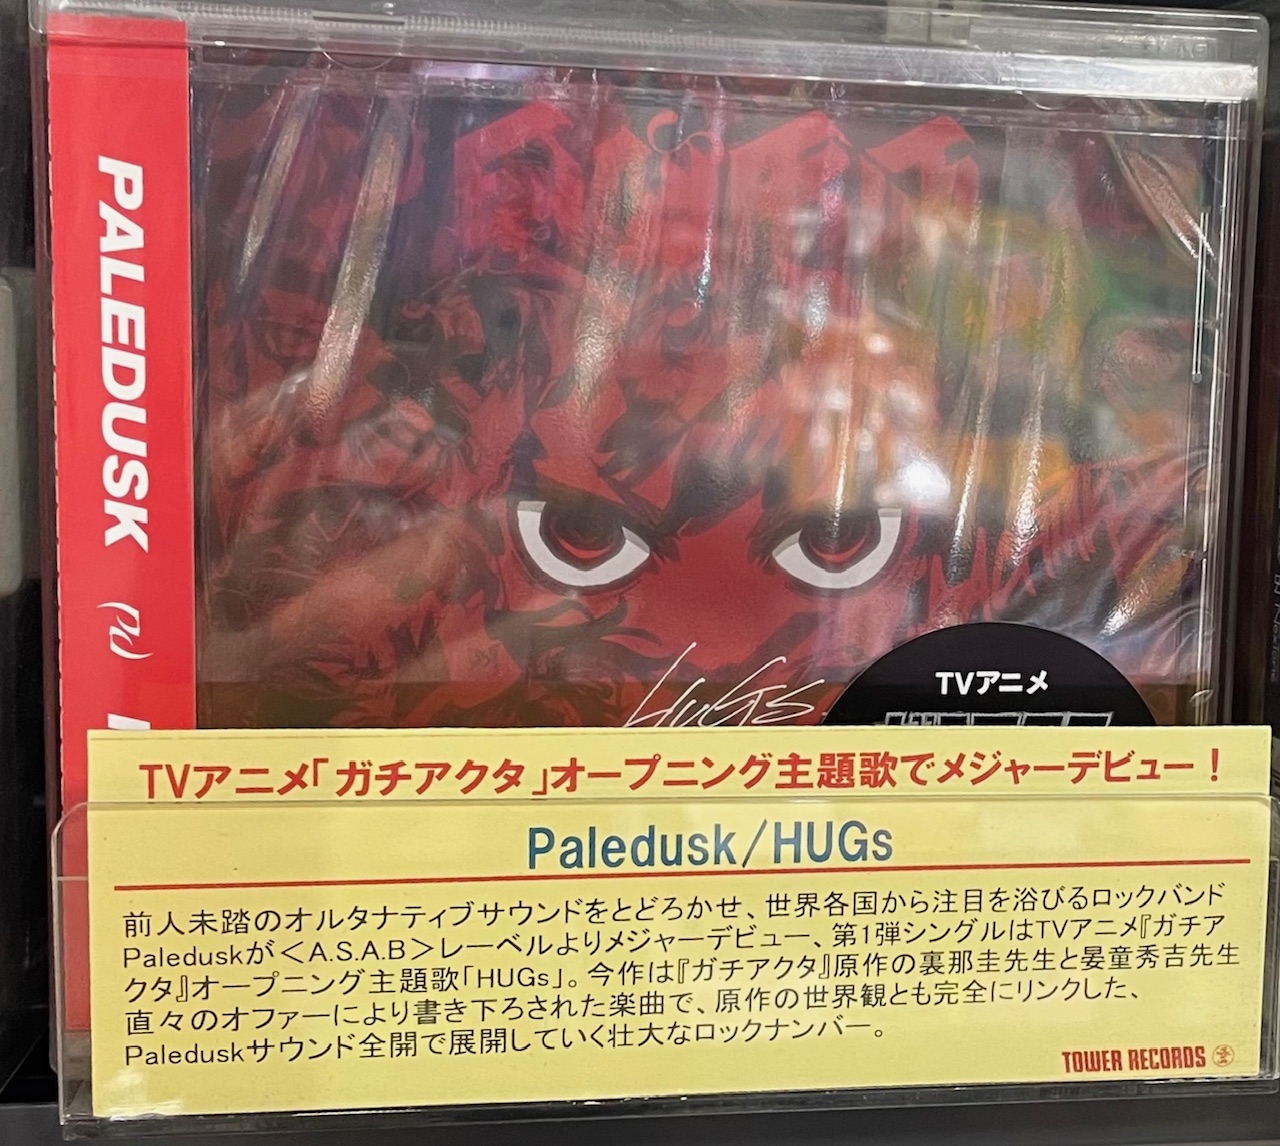 PALEDUSK
HUGs
TVアニメ
TVアニメ「ガチアクタ」オープニング主題歌でメジャーデビュー！
Paledusk/HUGs
前人未踏のオルタナティブサウンドをとどろかせ、世界各国から注目を浴びるロックバンド
Paleduskが＜A.S.A.B＞レーベルよりメジャーデビュー、第1弾シングルはTVアニメ『ガチア
クタ』オープニング主題歌「HUGs」。今作は『ガチアクタ』原作の裏那圭先生と晏童秀吉先生
直々のオファーにより書き下ろされた楽曲で、原作の世界観とも完全にリンクした、
Paleduskサウンド全開で展開していく壮大なロックナンバー。
TOWER RECORDS